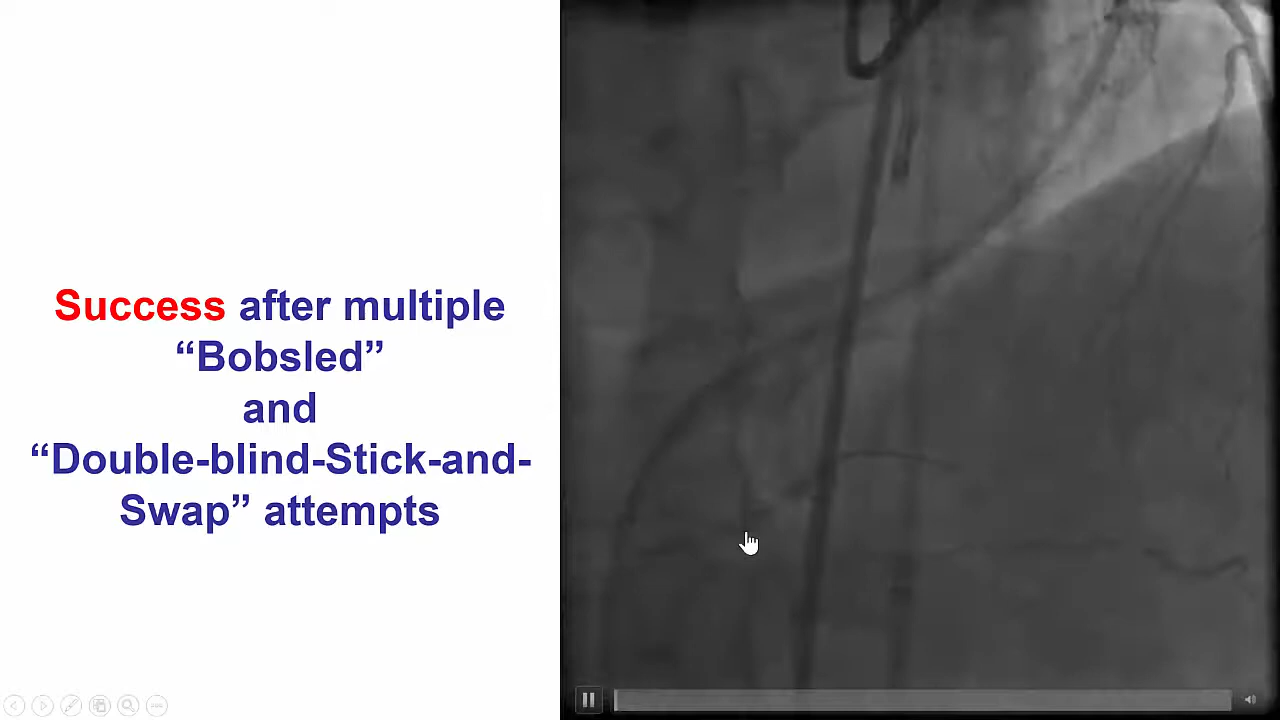 Success after multiple
“Bobsled”
and
“Double-blind-Stick-and-
Swap” attempts